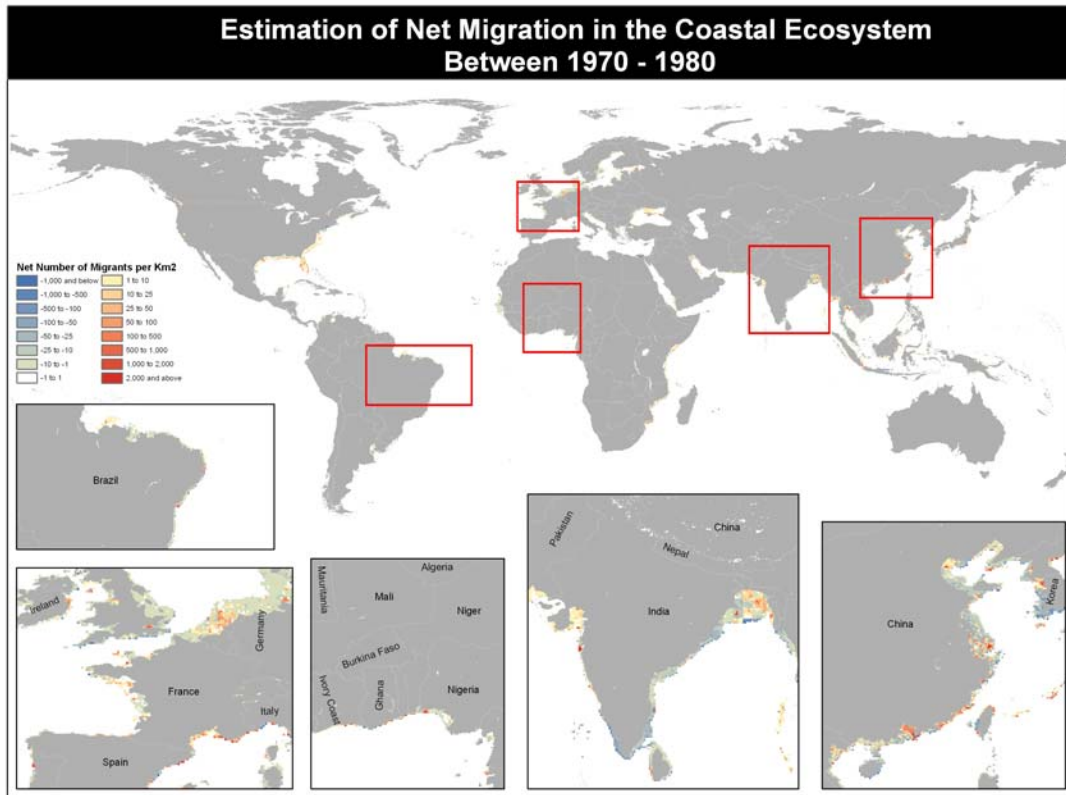 Estimation of Net Migration in the Coastal Ecosystem
Between 1970 - 1980
Net Number of Migrants per Km2
-1,000 and below
1 to 10
-1,000 to -500
10 to 25
-500 to -100
25 to 50
-100 to -50
50 to 100
-50 to -25
100 to 500
-25 to -10
500 to 1,000
-10 to -1
1,000 to 2,000
-1 to 1
2,000 and above
Brazil
Ireland
Germany
France
Italy
Spain
Mauritania
Algeria
Mali
Niger
Burkina Faso
Ivory Coast
Ghana
Nigeria
Pakistan
China
Nepal
India
China
Korea